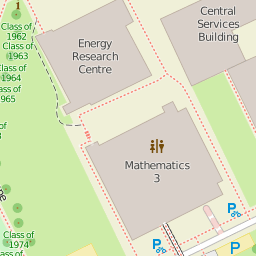 1
Class of
1962
Class of
1963
Class of
1964
Class of
1965
Energy
Research
Centre
Central
Services
Building
Mathematics
3
Class of
1974
P